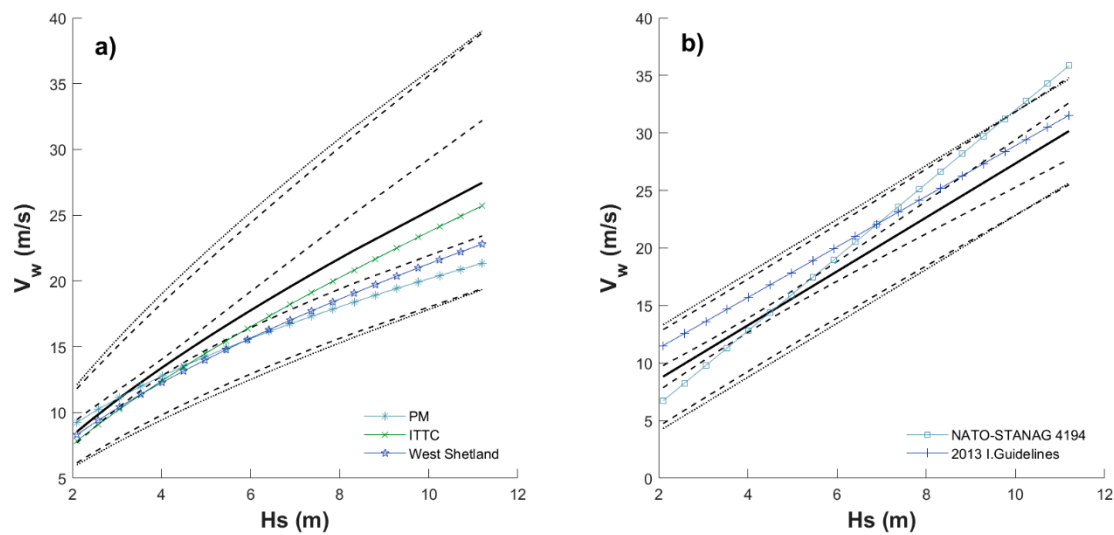 a)
40
35
30
25
20
15
10
5
V_w (m/s)
2 4 6 8 10 12
Hs (m)
PM
ITTC
West Shetland
b)
40
35
30
25
20
15
10
5
0
V_w (m/s)
2 4 6 8 10 12
Hs (m)
NATO-STANAG 4194
2013 I.Guidelines